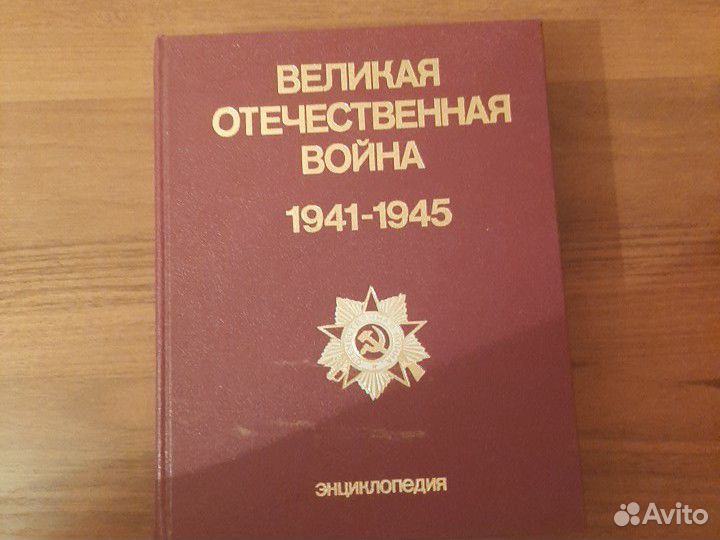 ВЕЛИКАЯ
ОТЕЧЕСТВЕННАЯ
ВОЙНА
1941-1945
ЭНЦИКЛОПЕДИЯ
Avito